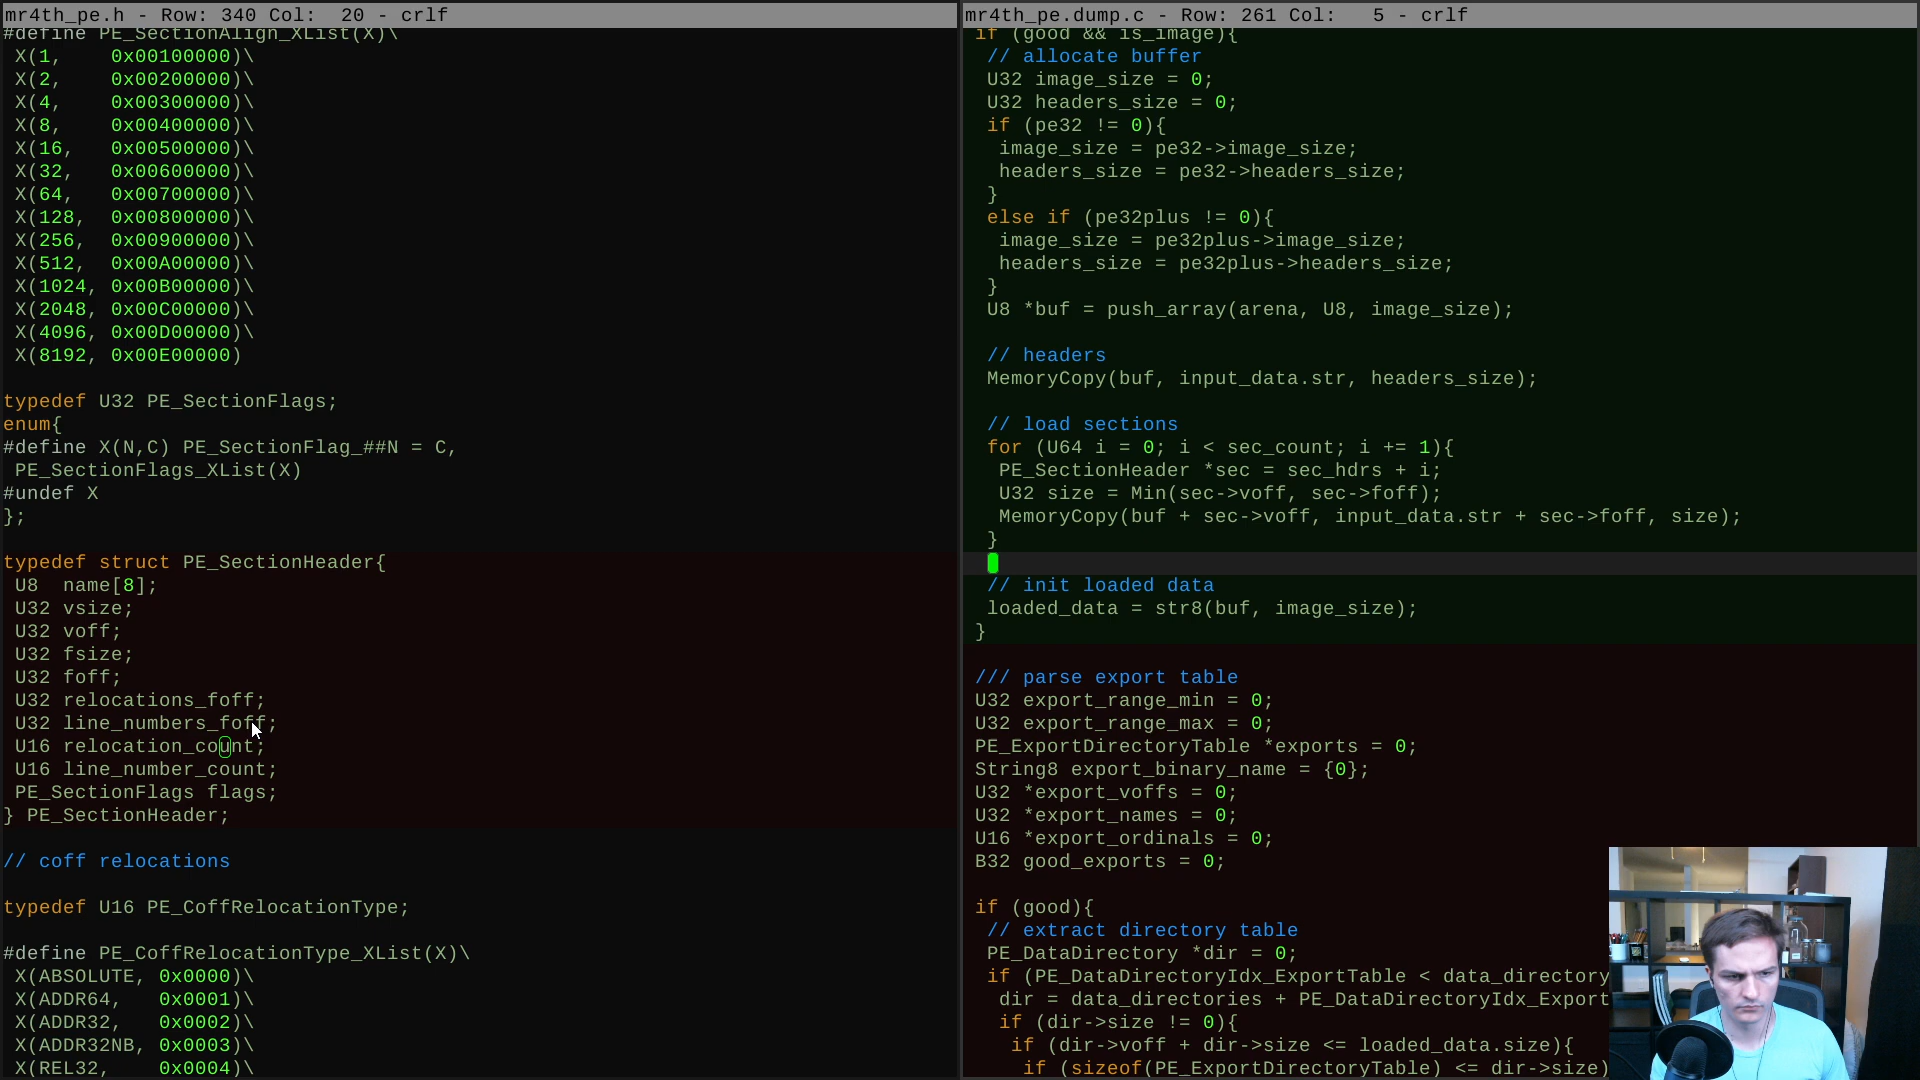 mr4th_pe.h - Row: 340 Col:  20 - crlf
#define PE_SectionAlign_XList(X)\
 X(1,    0x00100000)\
 X(2,    0x00200000)\
 X(4,    0x00300000)\
 X(8,    0x00400000)\
 X(16,   0x00500000)\
 X(32,   0x00600000)\
 X(64,   0x00700000)\
 X(128,  0x00800000)\
 X(256,  0x00900000)\
 X(512,  0x00A00000)\
 X(1024, 0x00B00000)\
 X(2048, 0x00C00000)\
 X(4096, 0x00D00000)\
 X(8192, 0x00E00000)
typedef U32 PE_SectionFlags;
enum{
#define X(N,C) PE_SectionFlag_##N = C,
 PE_SectionFlags_XList(X)
#undef X
};
typedef struct PE_SectionHeader{
 U8  name[8];
 U32 vsize;
 U32 voff;
 U32 fsize;
 U32 foff;
 U32 relocations_foff;
 U32 line_numbers_foff;
 U16 relocation_count;
 U16 line_number_count;
 PE_SectionFlags flags;
} PE_SectionHeader;
// coff relocations
typedef U16 PE_CoffRelocationType;
#define PE_CoffRelocationType_XList(X)\
 X(ABSOLUTE, 0x0000)\
 X(ADDR64,   0x0001)\
 X(ADDR32,   0x0002)\
 X(ADDR32NB, 0x0003)\
 X(REL32,    0x0004)\
mr4th_pe.dump.c - Row: 261 Col:   5 - crlf
if (good && is_image){
 // allocate buffer
 U32 image_size = 0;
 U32 headers_size = 0;
 if (pe32 != 0){
  image_size = pe32->image_size;
  headers_size = pe32->headers_size;
 }
 else if (pe32plus != 0){
  image_size = pe32plus->image_size;
  headers_size = pe32plus->headers_size;
 }
 U8 *buf = push_array(arena, U8, image_size);
 // headers
 MemoryCopy(buf, input_data.str, headers_size);
 // load sections
 for (U64 i = 0; i < sec_count; i += 1){
  PE_SectionHeader *sec = sec_hdrs + i;
  U32 size = Min(sec->voff, sec->foff);
  MemoryCopy(buf + sec->voff, input_data.str + sec->foff, size);
 }
 // init loaded data
 loaded_data = str8(buf, image_size);
}
/// parse export table
U32 export_range_min = 0;
U32 export_range_max = 0;
PE_ExportDirectoryTable *exports = 0;
String8 export_binary_name = {0};
U32 *export_voffs = 0;
U32 *export_names = 0;
U16 *export_ordinals = 0;
B32 good_exports = 0;
if (good){
 // extract directory table
 PE_DataDirectory *dir = 0;
 if (PE_DataDirectoryIdx_ExportTable < data_directory
  dir = data_directories + PE_DataDirectoryIdx_Export
  if (dir->size != 0){
   if (dir->voff + dir->size <= loaded_data.size){
    if (sizeof(PE_ExportDirectoryTable) <= dir->size)